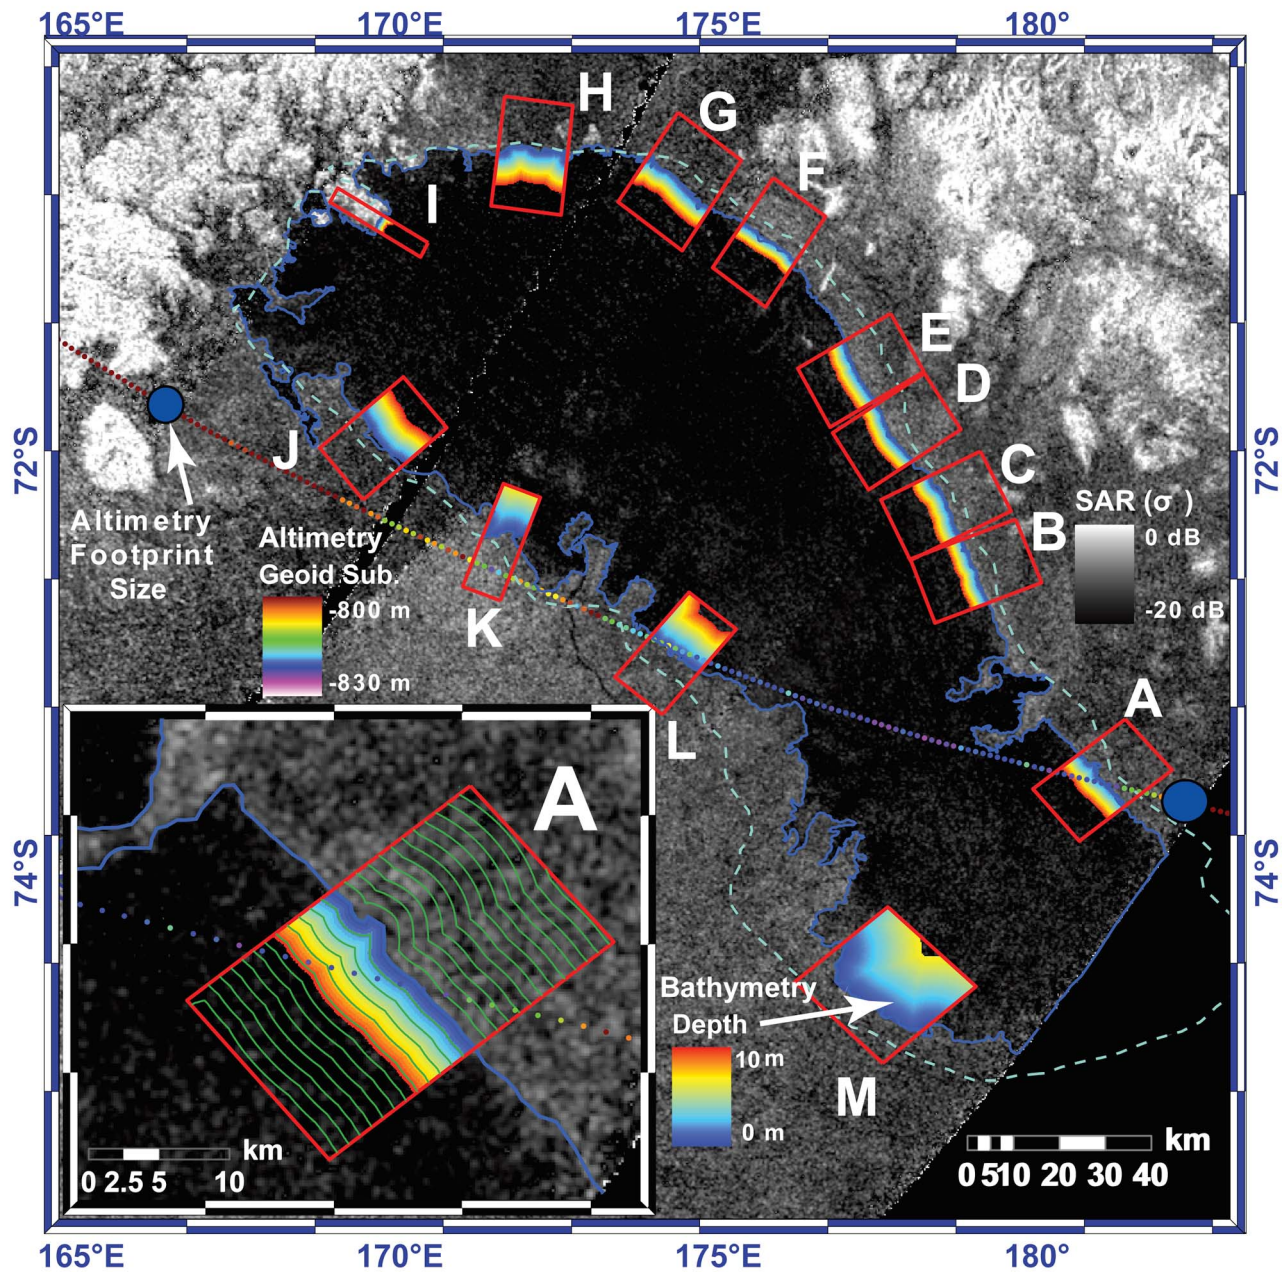 165°E 170°E 175°E 180°
H
G
F
I
E
D
72°S
72°S
J
C
SAR (σ )
0 dB
-20 dB
B
Altimetry
Footprint
Size
Altimetry
Geoid Sub.
-800 m
-830 m
K
L
A
A
74°S
74°S
Bathymetry
Depth
10 m
0 m
M
km
0 2.5 5 10
km
0 5 10 20 30 40
165°E 170°E 175°E 180°